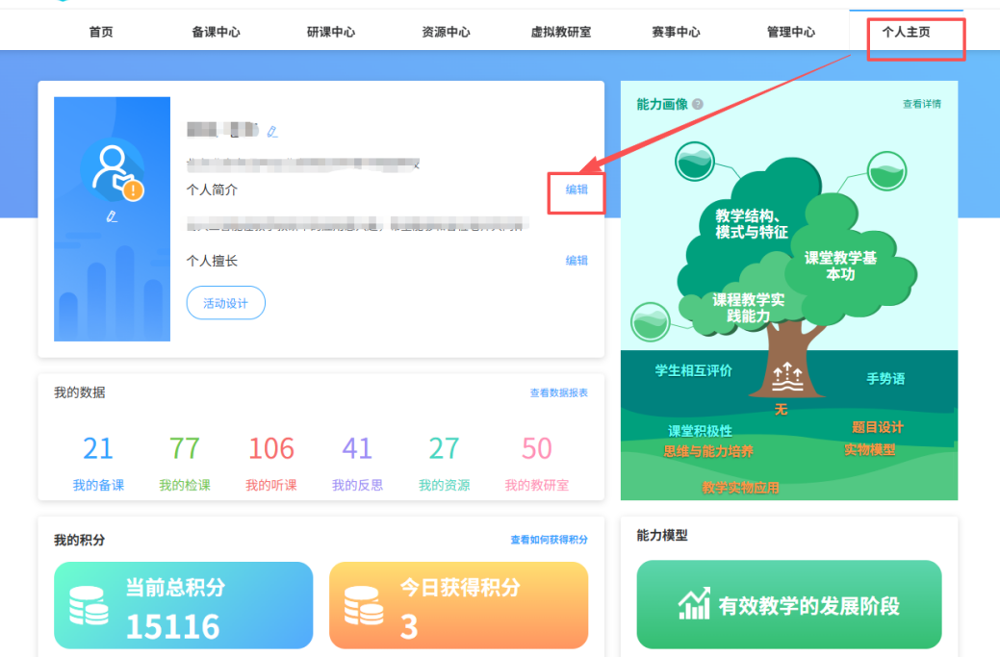 首页 备课中心 研课中心 资源中心 虚拟教研室 赛事中心 管理中心 个人主页
个人简介
编辑
个人擅长
编辑
活动设计
能力画像
?
查看详情
教学结构、
模式与特征
课堂教学基
本功
课程教学实
践能力
学生相互评价
手势语
无
课堂积极性
题目设计
思维与能力培养
实物模型
教学实物应用
我的数据
查看数据报表
21 77 106 41 27 50
我的备课 我的检课 我的听课 我的反思 我的资源 我的教研室
我的积分
查看如何获得积分
当前总积分
15116
今日获得积分
3
能力模型
有效教学的发展阶段